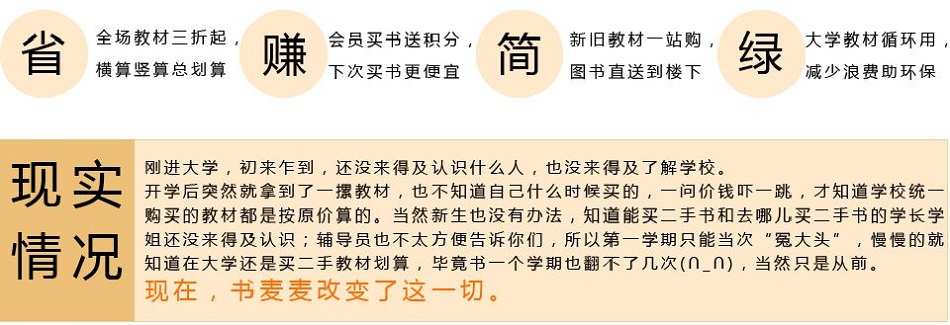 省
全场教材三折起，
横算竖算总划算
赚
会员买书送积分，
下次买书更便宜
简
新旧教材一站购，
图书直送到楼下
绿
大学教材循环用，
减少浪费助环保
现实
情况
刚进大学，初来乍到，还没来得及认识什么人，也没来得及了解学校。
开学后突然就拿到了一摞教材，也不知道自己什么时候买的，一问价钱吓一跳，才知道学校统一
购买的教材都是按原价算的。当然新生也没有办法，知道能买二手书和去哪儿买二手书的学长学
姐还没来得及认识；辅导员也不太方便告诉你们，所以第一学期只能当次“冤大头”，慢慢的就
知道在大学还是买二手教材划算，毕竟书一个学期也翻不了几次(∩_∩)，当然只是从前。
现在，书麦麦改变了这一切。